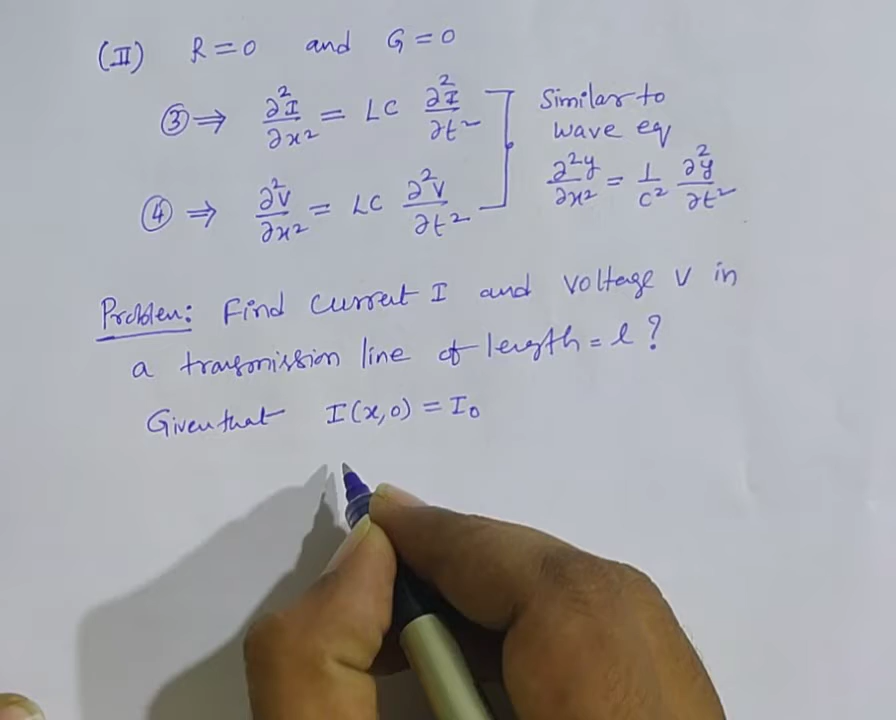 (II) R=0 and G=0
③ ⇒ ∂²I/∂x² = LC ∂²I/∂t²
④ ⇒ ∂²V/∂x² = LC ∂²V/∂t²
Similar to
wave eq
∂²y/∂x² = 1/c² ∂²y/∂t²
Problem: Find current I and voltage V in
a transmission line of length = l ?
Given that I(x,0) = I₀